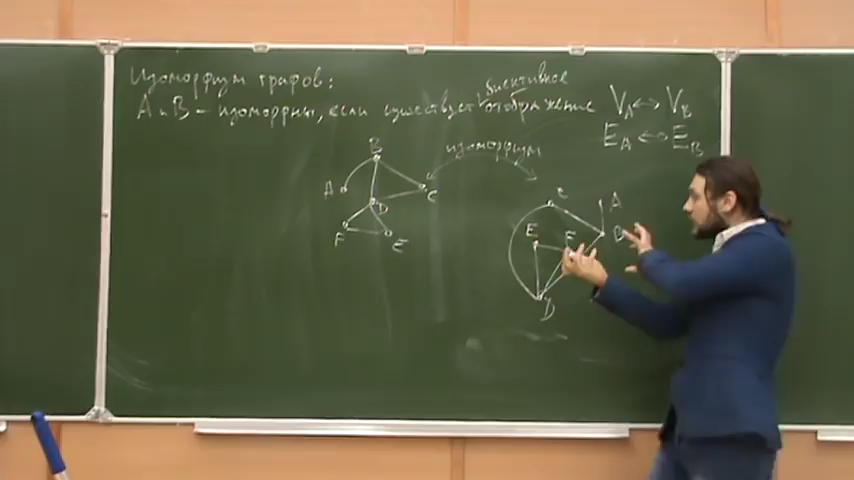 Изоморфизм графов:
A и B - изоморфны, если существует биективное отображение
V_A ↔ V_B
E_A ↔ E_B
изоморфизм
B
A
C
D
F
E
C
A
E
F
B
D